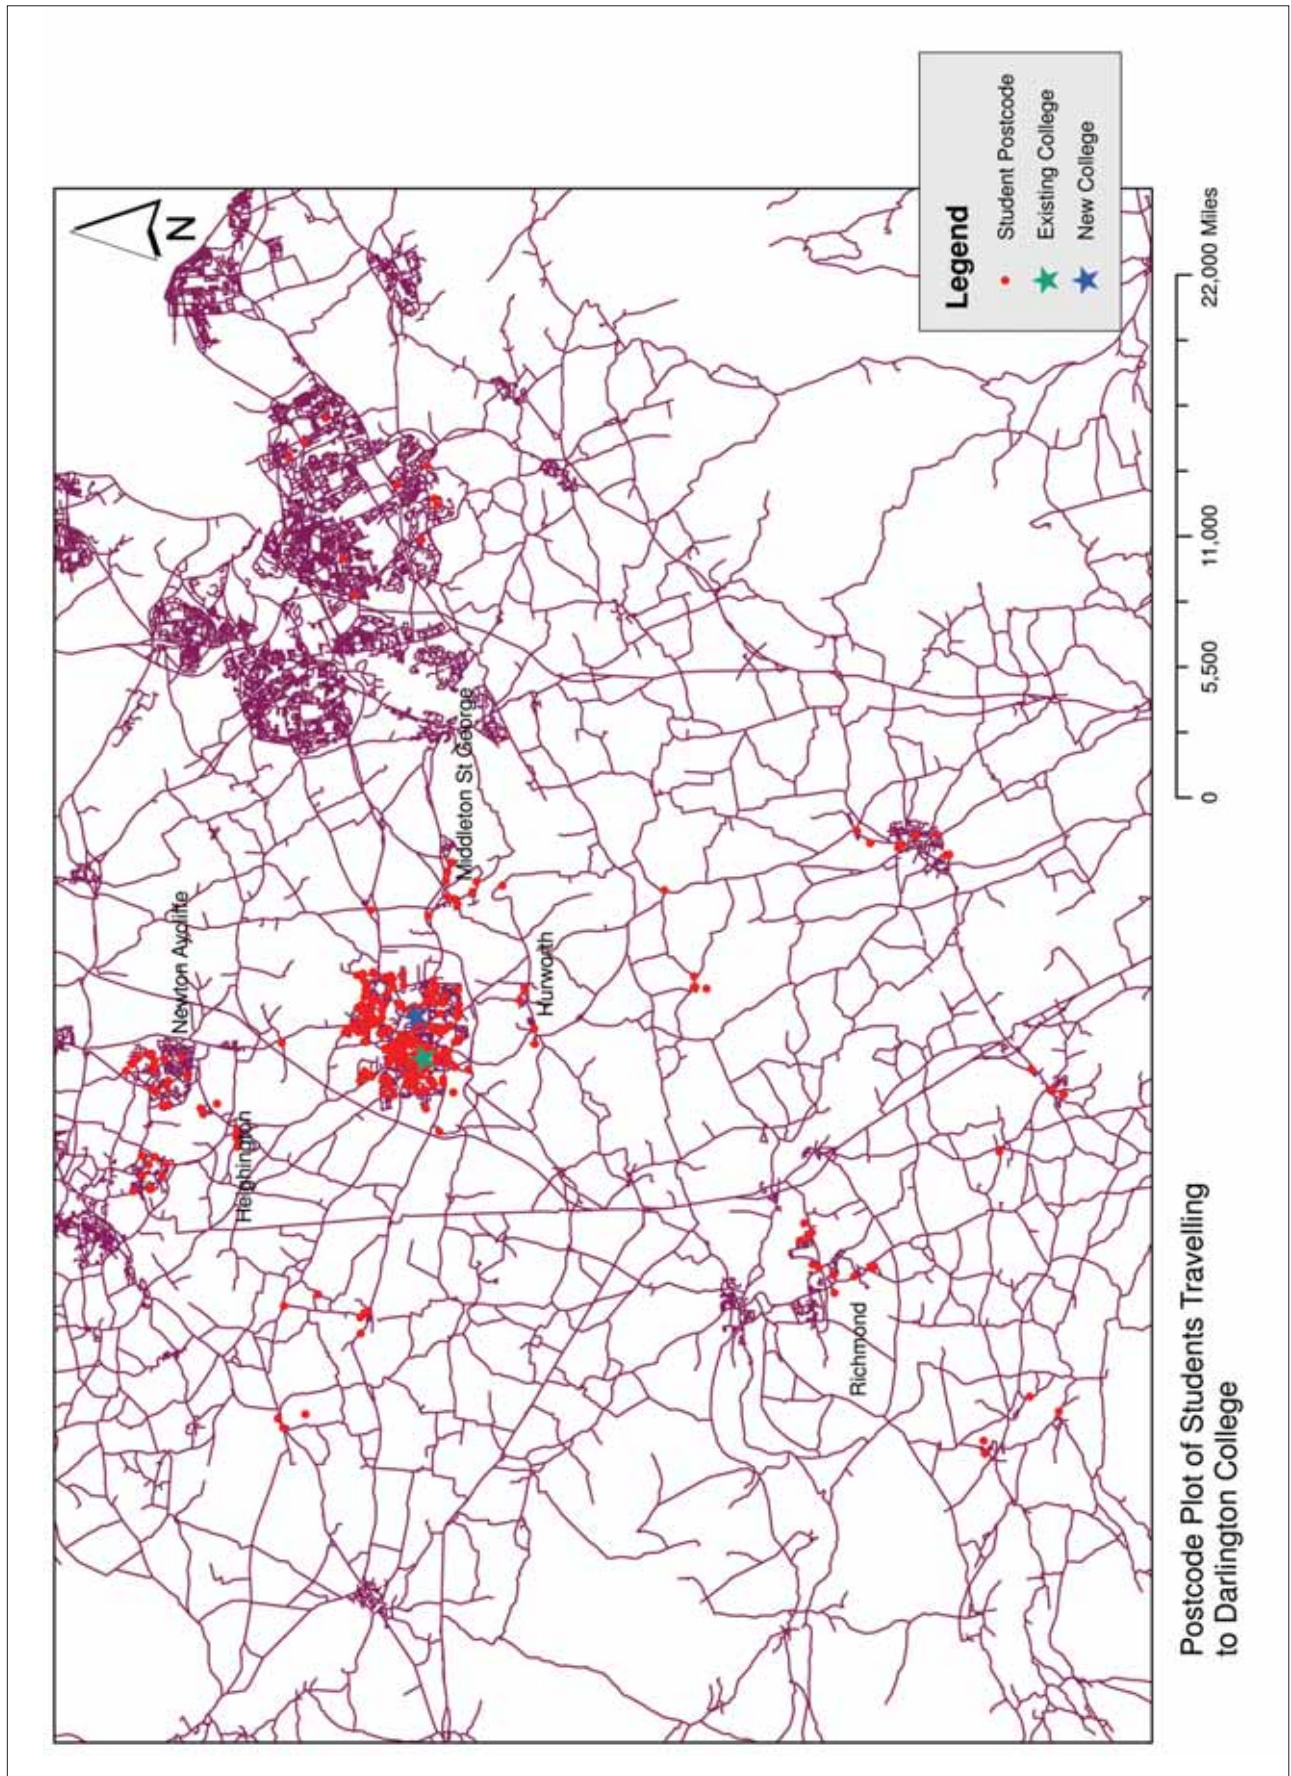 N
Newton Aycliffe
Heighington
Middleton St George
Hurworth
Richmond
Legend
Student Postcode
Existing College
New College
0 5,500 11,000 22,000 Miles
Postcode Plot of Students Travelling
to Darlington College